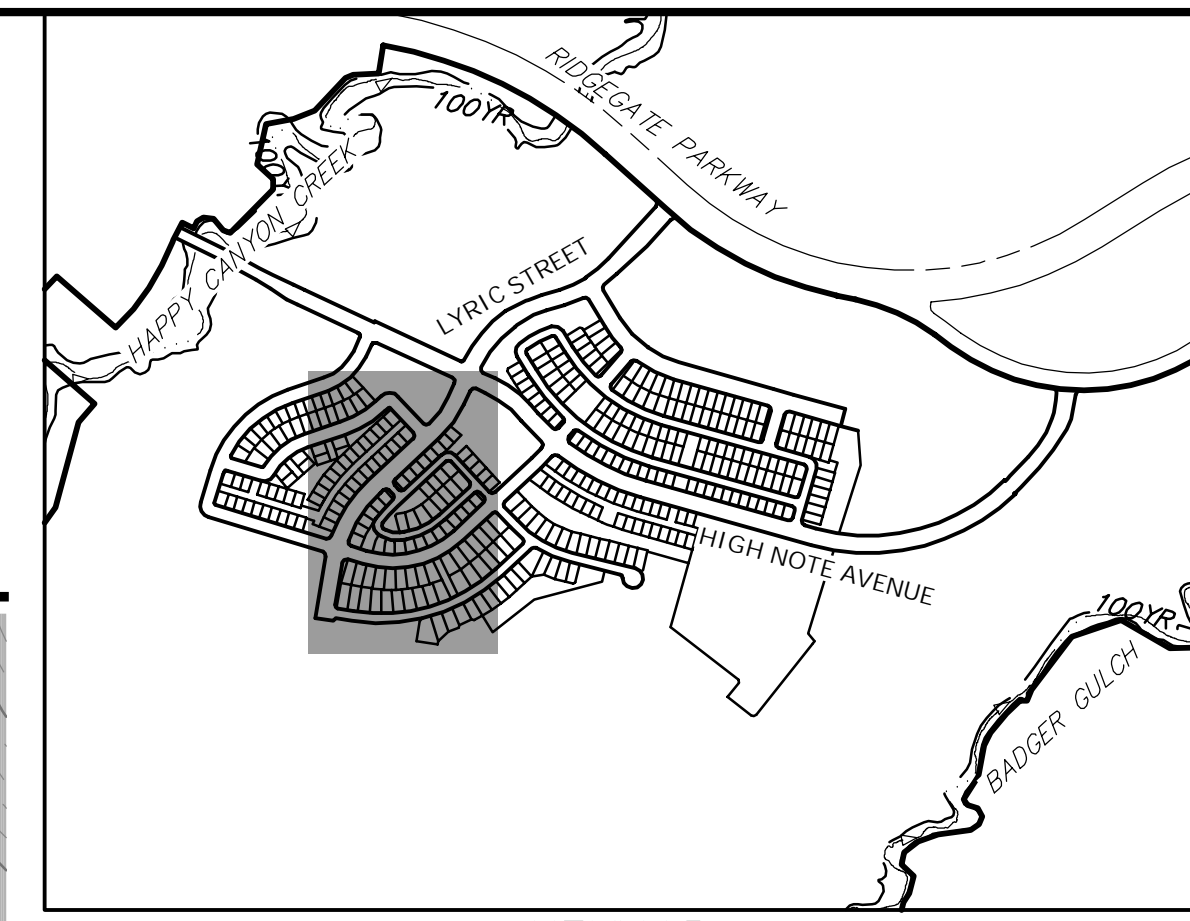 RIDGEGATE PARKWAY
100YR
HAPPY CANYON CREEK
LYRIC STREET
HIGH NOTE AVENUE
100YR
BADGER GULCH